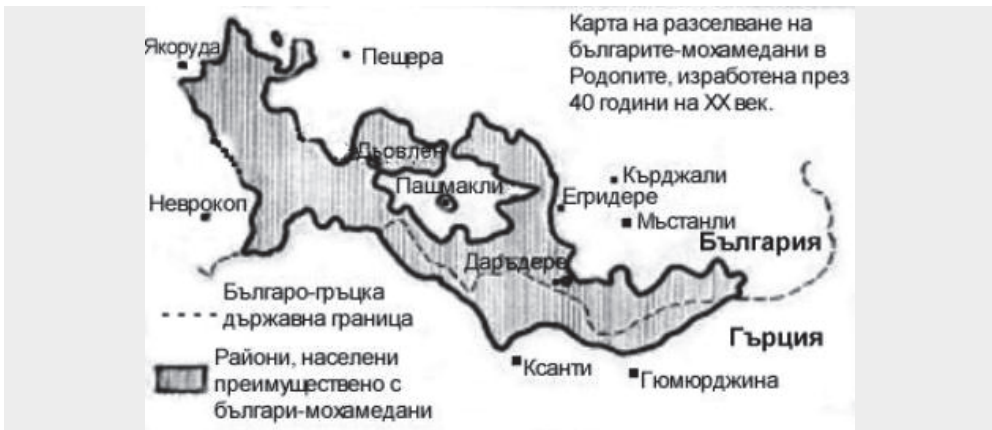 Карта на разселване на
българите-мохамедани в
Родопите, изработена през
40 години на XX век.
Якоруда
Пещера
Дьовлен
Пашмакли
Кърджали
Егридере
Неврокоп
Мъстанли
България
Даръдере
Българо-гръцка
държавна граница
Гърция
Райони, населени
преимуществено с
българи-мохамедани
Ксанти
Гюмюрджина